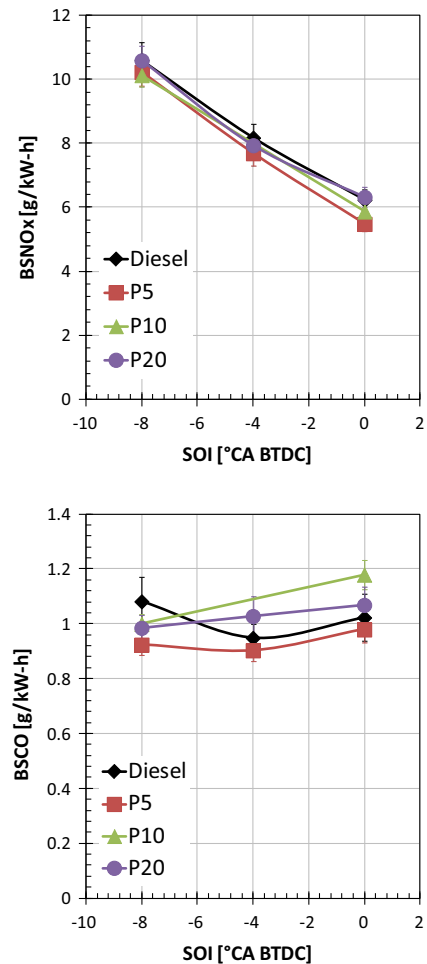 12
10
8
6
4
2
0
BSNOx [g/kW-h]
Diesel
P5
P10
P20
-10 -8 -6 -4 -2 0 2
SOI [°CA BTDC]
1.4
1.2
1
0.8
0.6
0.4
0.2
0
BSCO [g/kW-h]
Diesel
P5
P10
P20
-10 -8 -6 -4 -2 0 2
SOI [°CA BTDC]